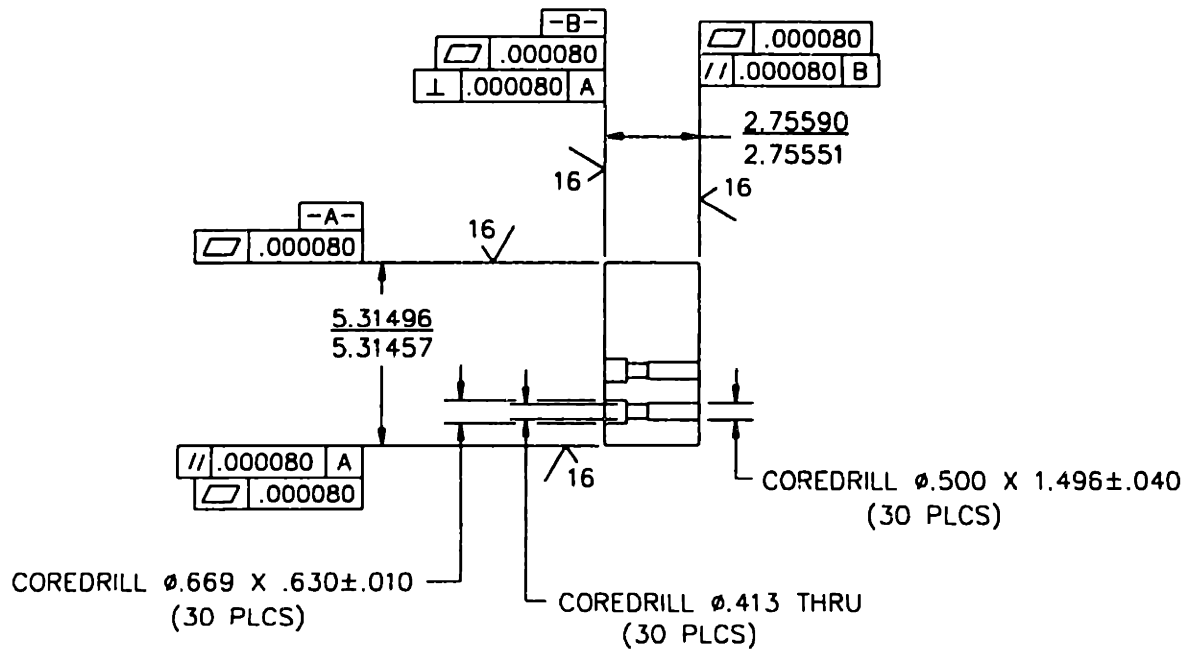 -B-
⏥ .000080
⊥ .000080 A
⏥ .000080
// .000080 B
2.75590
2.75551
16
16
-A-
⏥ .000080
16
5.31496
5.31457
// .000080 A
⏥ .000080
16
COREDRILL ø.500 X 1.496±.040
(30 PLCS)
COREDRILL ø.669 X .630±.010
(30 PLCS)
COREDRILL ø.413 THRU
(30 PLCS)